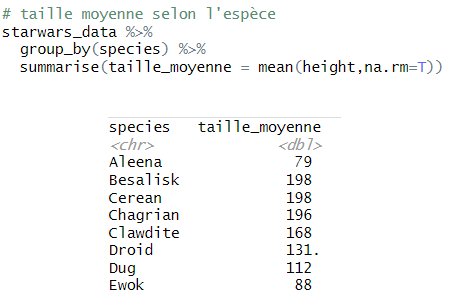 # taille moyenne selon l'espèce
starwars_data %>%
  group_by(species) %>%
  summarise(taille_moyenne = mean(height,na.rm=T))
species taille_moyenne
<chr> <dbl>
Aleena 79
Besalisk 198
Cerean 198
Chagrian 196
Clawdite 168
Droid 131.
Dug 112
Ewok 88